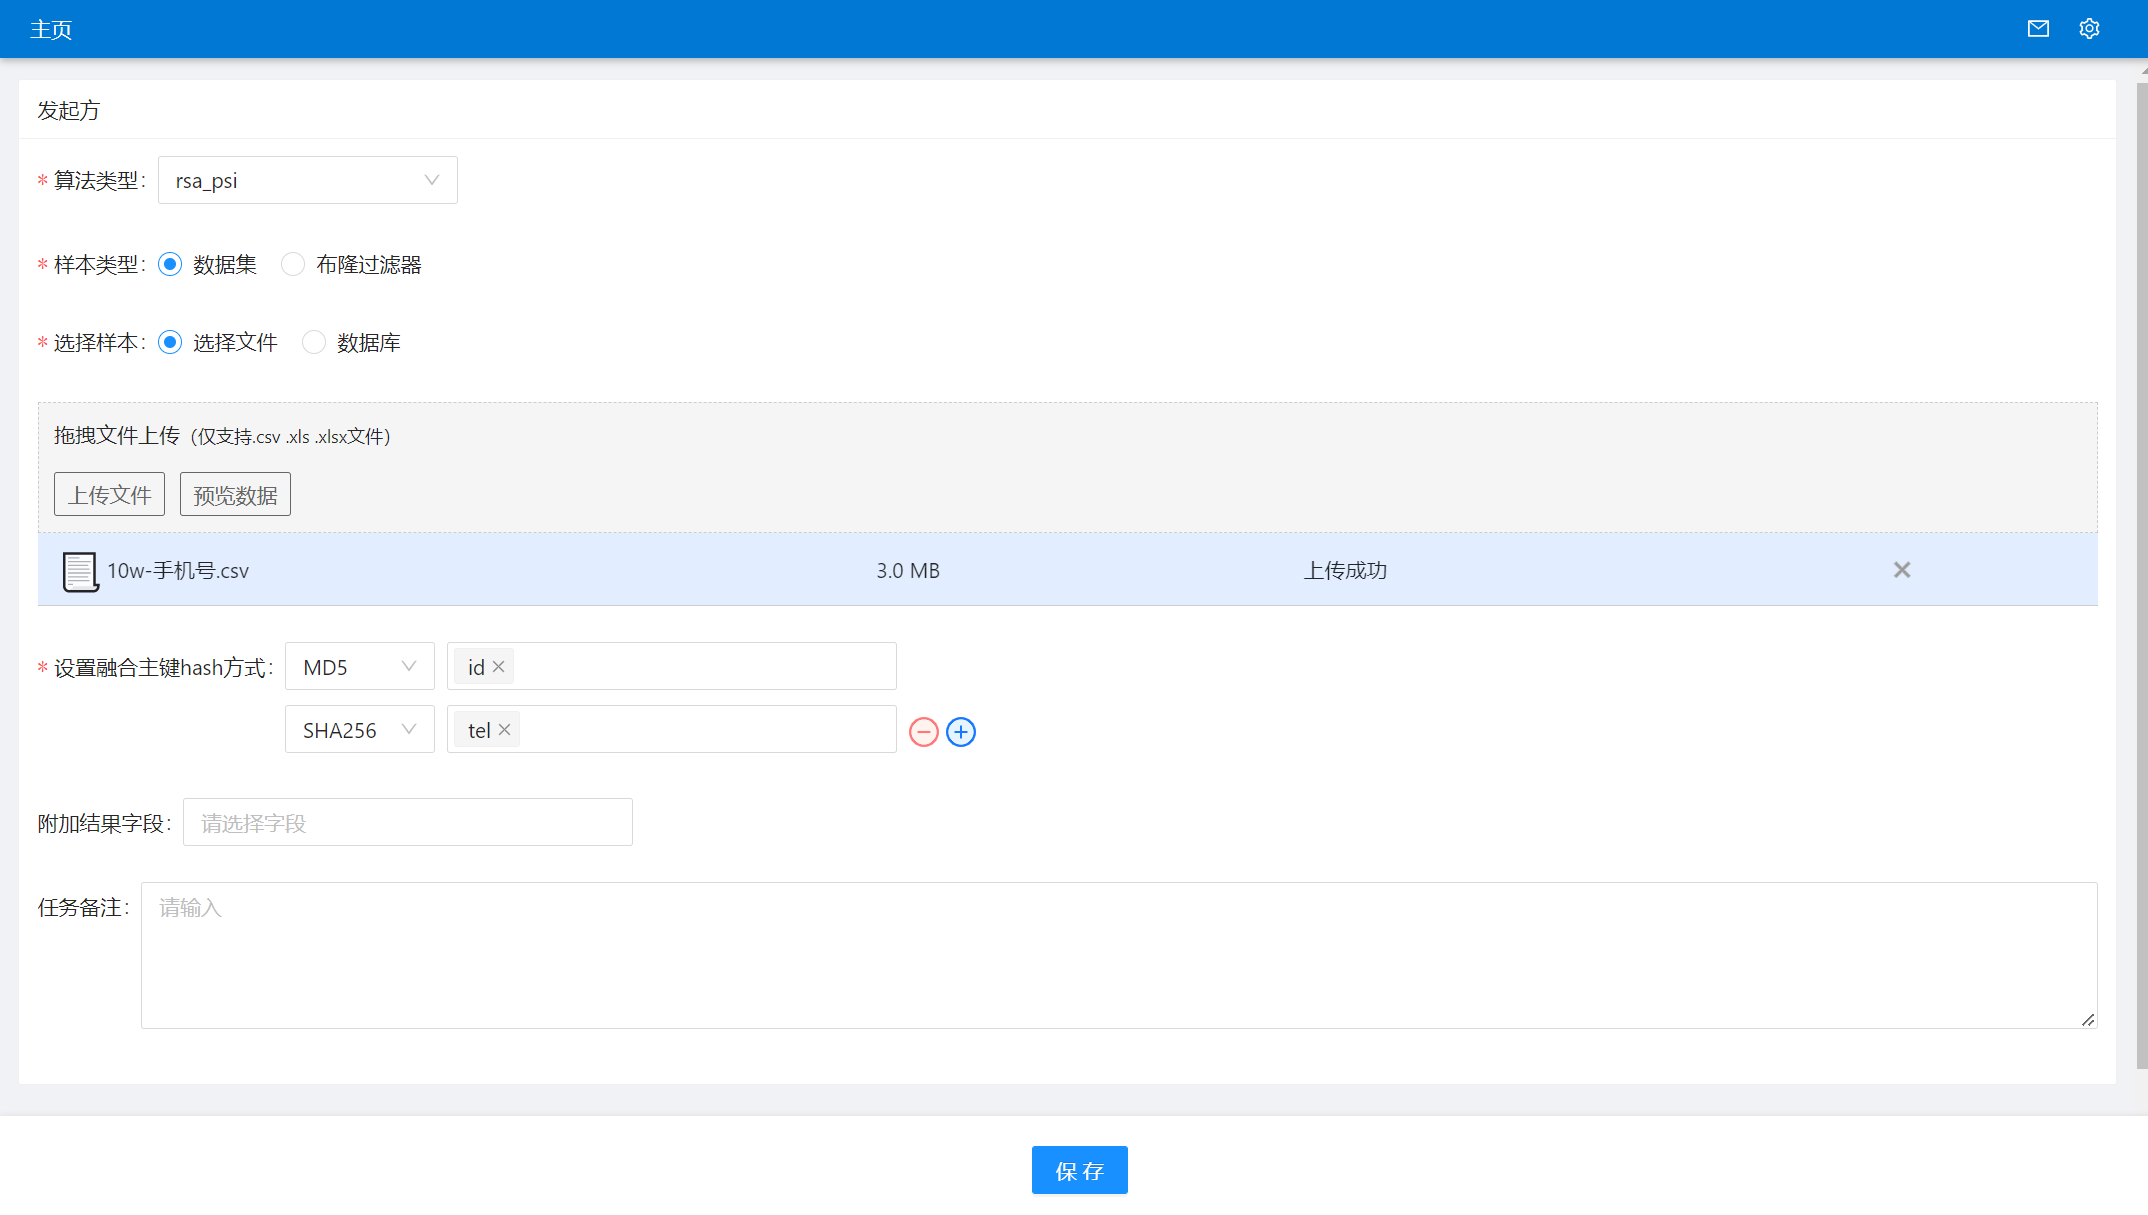 主页
发起方
* 算法类型: rsa_psi
* 样本类型: 数据集 布隆过滤器
* 选择样本: 选择文件 数据库
拖拽文件上传（仅支持.csv .xls .xlsx文件）
上传文件 预览数据
10w-手机号.csv 3.0 MB 上传成功
* 设置融合主键hash方式: MD5 id
SHA256 tel
附加结果字段: 请选择字段
任务备注: 请输入
保 存